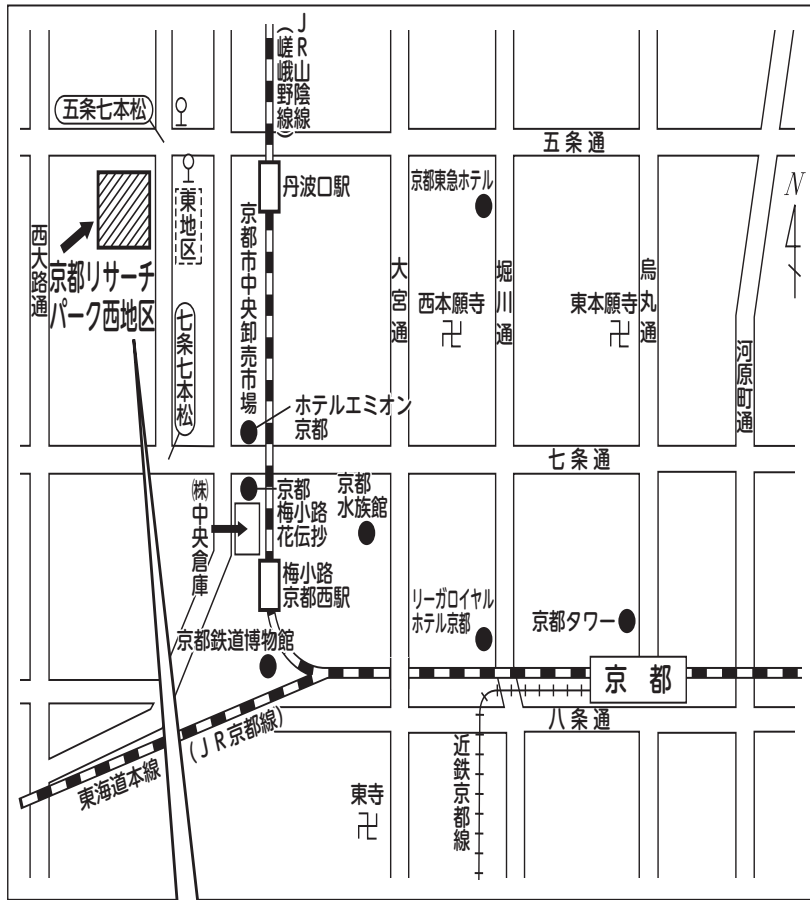 JR山陰線
(嵯峨野線)
五条七本松
五条通
丹波口駅
京都東急ホテル
東地区
西大路通
京都リサーチ
パーク西地区
京都市中央卸売市場
大宮通
西本願寺
卍
堀川通
東本願寺
卍
烏丸通
河原町通
N
七条七本松
ホテルエミオン
京都
七条通
㈱中央倉庫
京都
梅小路
花伝抄
京都
水族館
梅小路
京都西駅
リーガロイヤル
ホテル京都
京都タワー
京都鉄道博物館
京都
八条通
(JR京都線)
東海道本線
近鉄京都線
東寺
卍